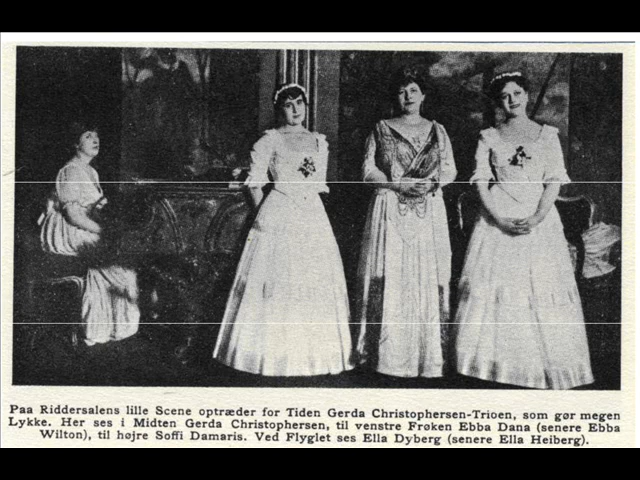 Paa Riddersalens lille Scene optræder for Tiden Gerda Christophersen-Trioen, som gør megen
Lykke. Her ses i Midten Gerda Christophersen, til venstre Frøken Ebba Dana (senere Ebba
Wilton), til højre Soffi Damaris. Ved Flyglet ses Ella Dyberg (senere Ella Heiberg).